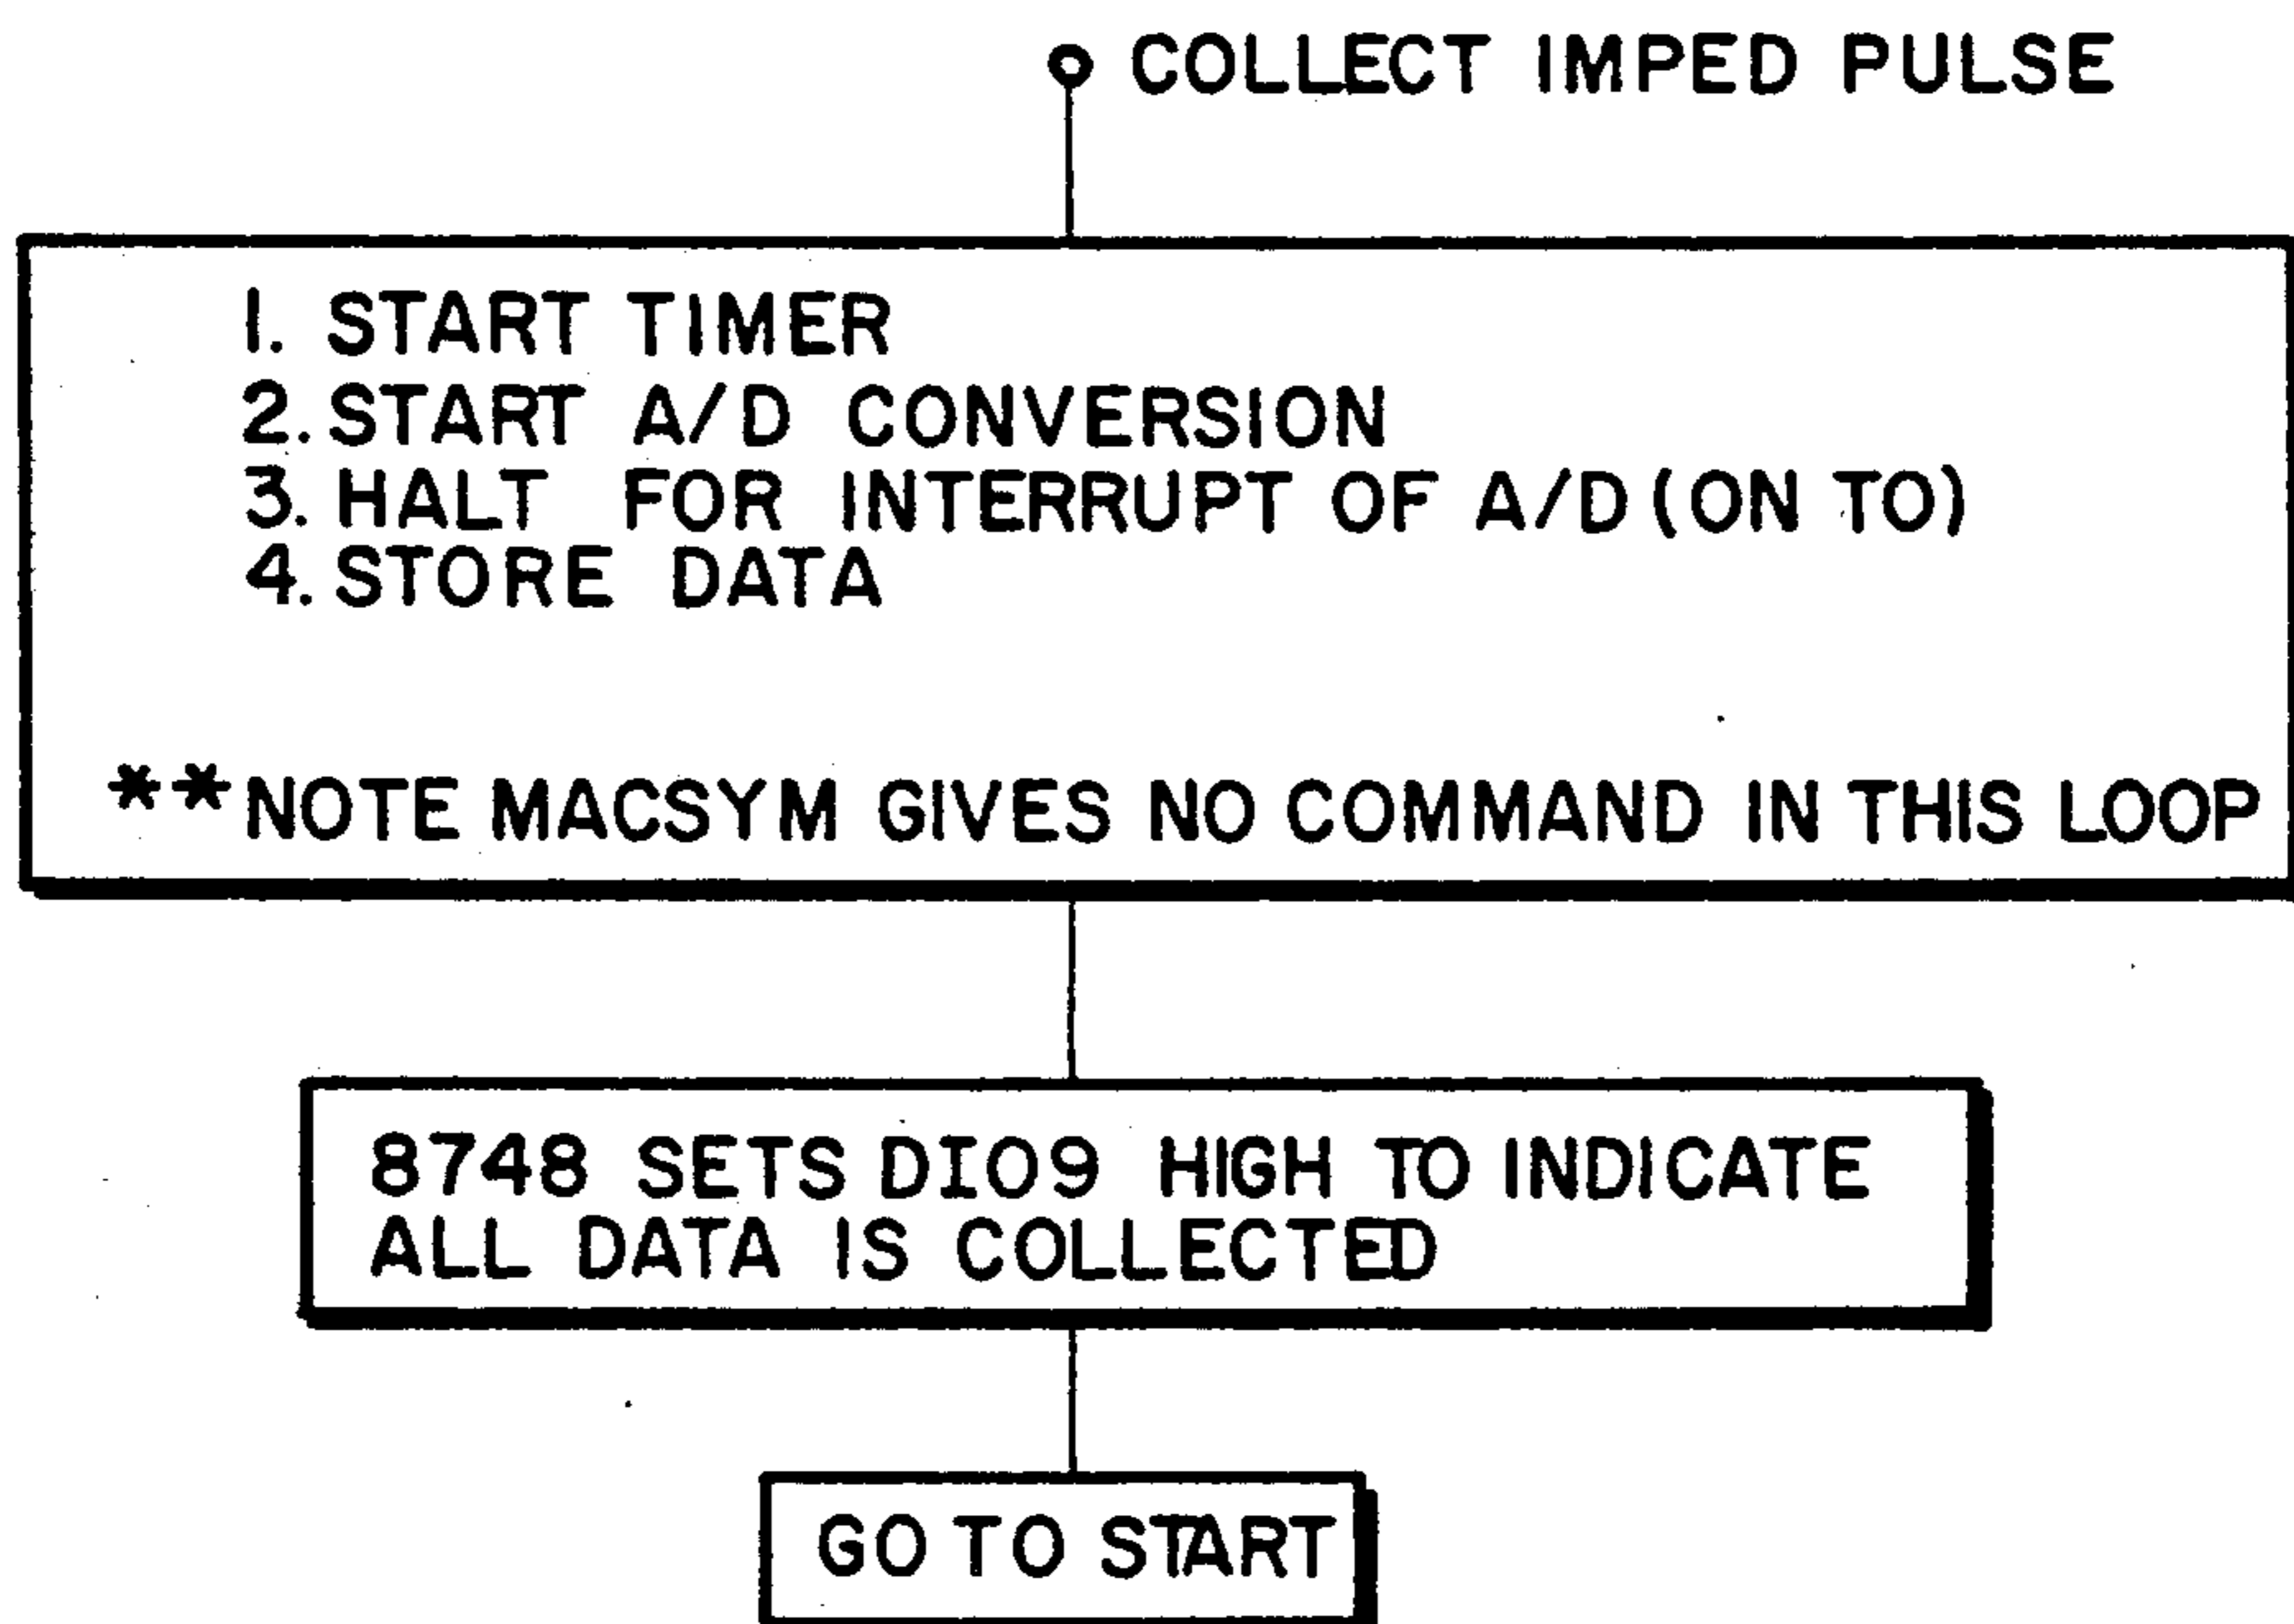 COLLECT IMPED PULSE
1. START TIMER
2. START A/D CONVERSION
3. HALT FOR INTERRUPT OF A/D (ON TO)
4. STORE DATA
**NOTE MACSYM GIVES NO COMMAND IN THIS LOOP
8748 SETS DIO9 HIGH TO INDICATE
ALL DATA IS COLLECTED
GO TO START